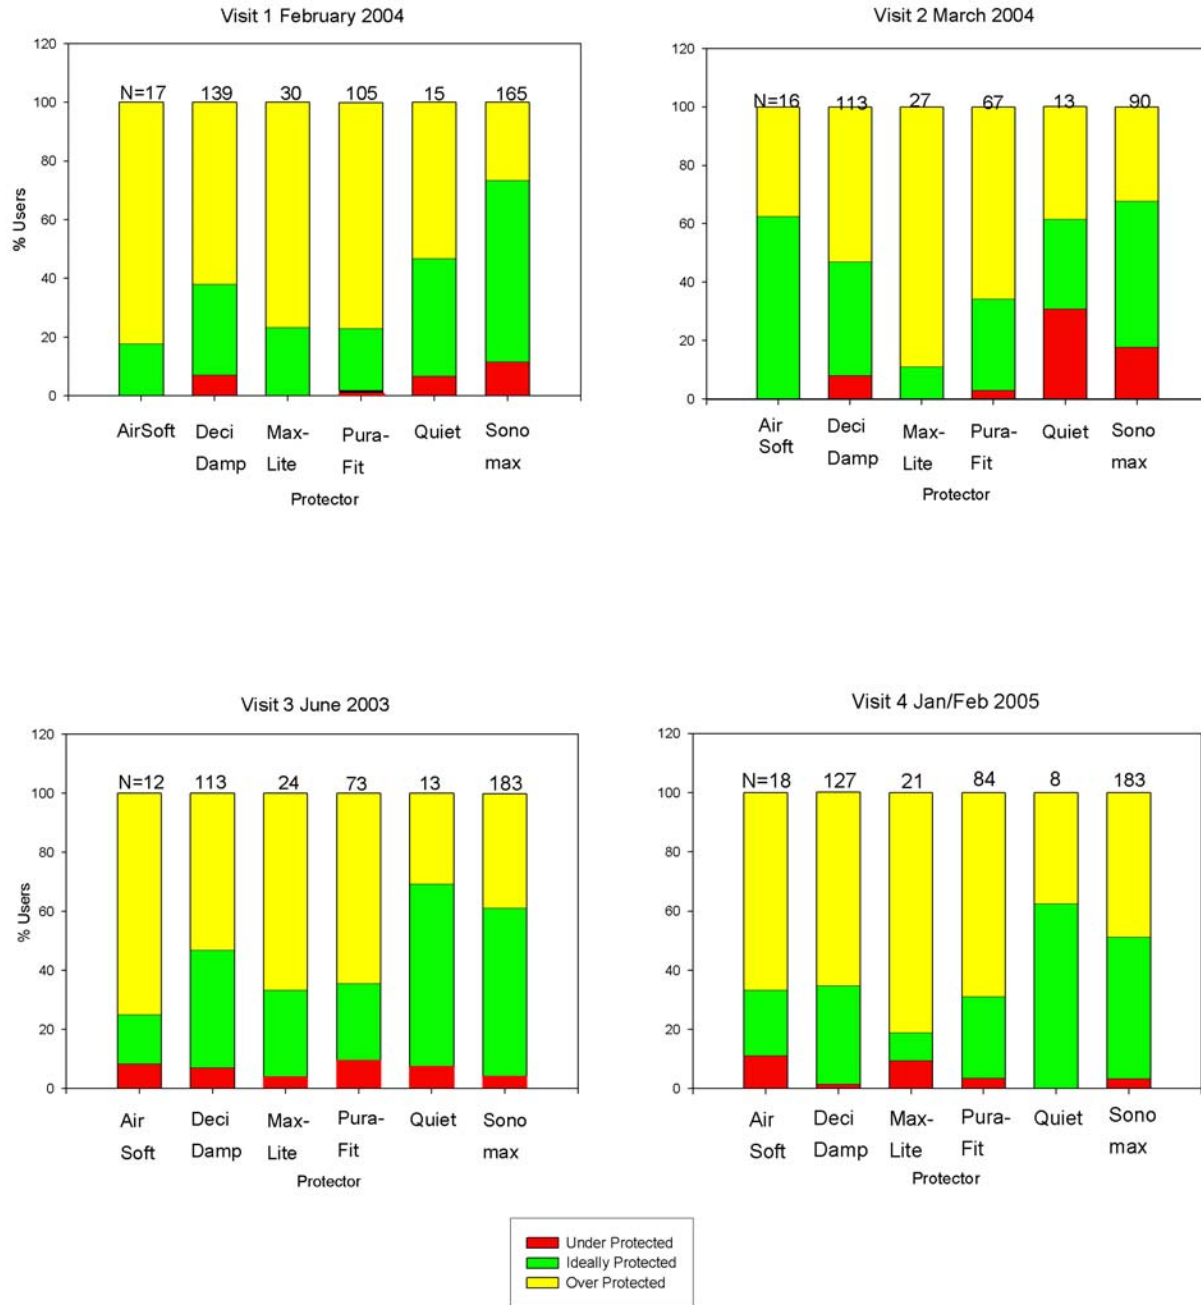 Visit 1 February 2004
120
100
80
60
40
20
0
% Users
N=17 139 30 105 15 165
AirSoft Deci Max- Pura- Quiet Sono
Damp Lite Fit max
Protector
Visit 2 March 2004
120
100
80
60
40
20
0
N=16 113 27 67 13 90
Air Deci Max- Pura- Quiet Sono
Soft Damp Lite Fit max
Protector
Visit 3 June 2003
120
100
80
60
40
20
0
% Users
N=12 113 24 73 13 183
Air Deci Max- Pura- Quiet Sono
Soft Damp Lite Fit max
Protector
Visit 4 Jan/Feb 2005
120
100
80
60
40
20
0
N=18 127 21 84 8 183
Air Deci Max- Pura- Quiet Sono
Soft Damp Lite Fit max
Protector
Under Protected
Ideally Protected
Over Protected